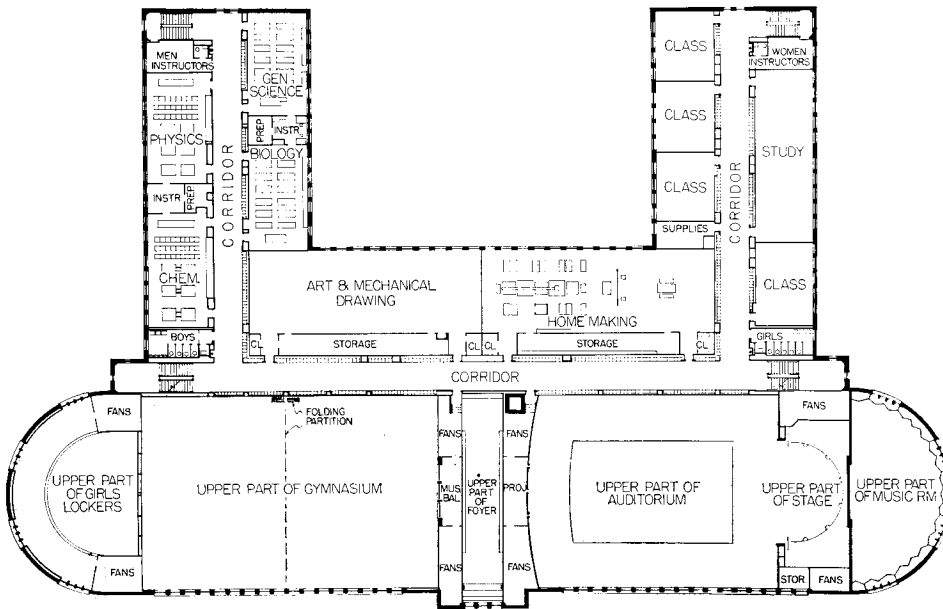 MEN
INSTRUCTORS
GEN
SCIENCE
CLASS
WOMEN
INSTRUCTORS
PHYSICS
PREP
INSTR
BIOLOGY
CLASS
STUDY
CORRIDOR
CORRIDOR
INSTR
PREP
CLASS
SUPPLIES
CHEM.
ART & MECHANICAL
DRAWING
HOME MAKING
CLASS
BOYS
CL
STORAGE
CL
CL
STORAGE
CL
GIRLS
CORRIDOR
FANS
FOLDING
PARTITION
FANS
FANS
FANS
UPPER PART
OF GIRLS
LOCKERS
UPPER PART OF GYMNASIUM
MUS.
BAL
UPPER
PART
OF
FOYER
PROJ.
UPPER PART OF
AUDITORIUM
UPPER PART
OF STAGE
UPPER PART
OF MUSIC RM
FANS
FANS
FANS
STOR.
FANS